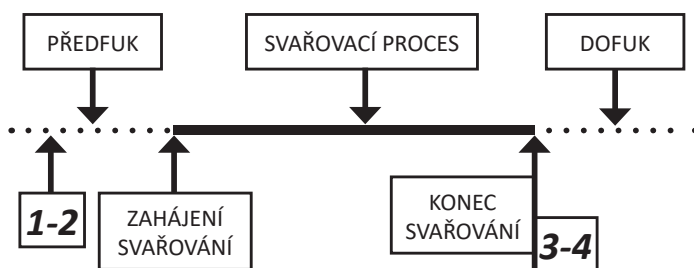 PŘEDFUK
SVAŘOVACÍ PROCES
DOFUK
1-2
ZAHÁJENÍ
SVAŘOVÁNÍ
KONEC
SVAŘOVÁNÍ
3-4